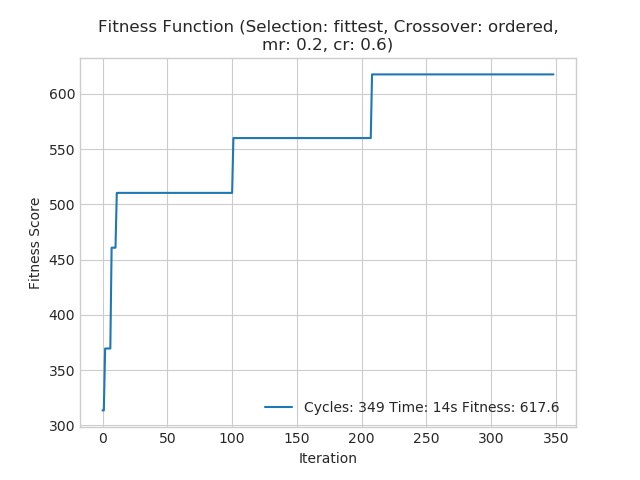 Fitness Function (Selection: fittest, Crossover: ordered,
mr: 0.2, cr: 0.6)
Fitness Score
600
550
500
450
400
350
300
Cycles: 349 Time: 14s Fitness: 617.6
0 50 100 150 200 250 300 350
Iteration